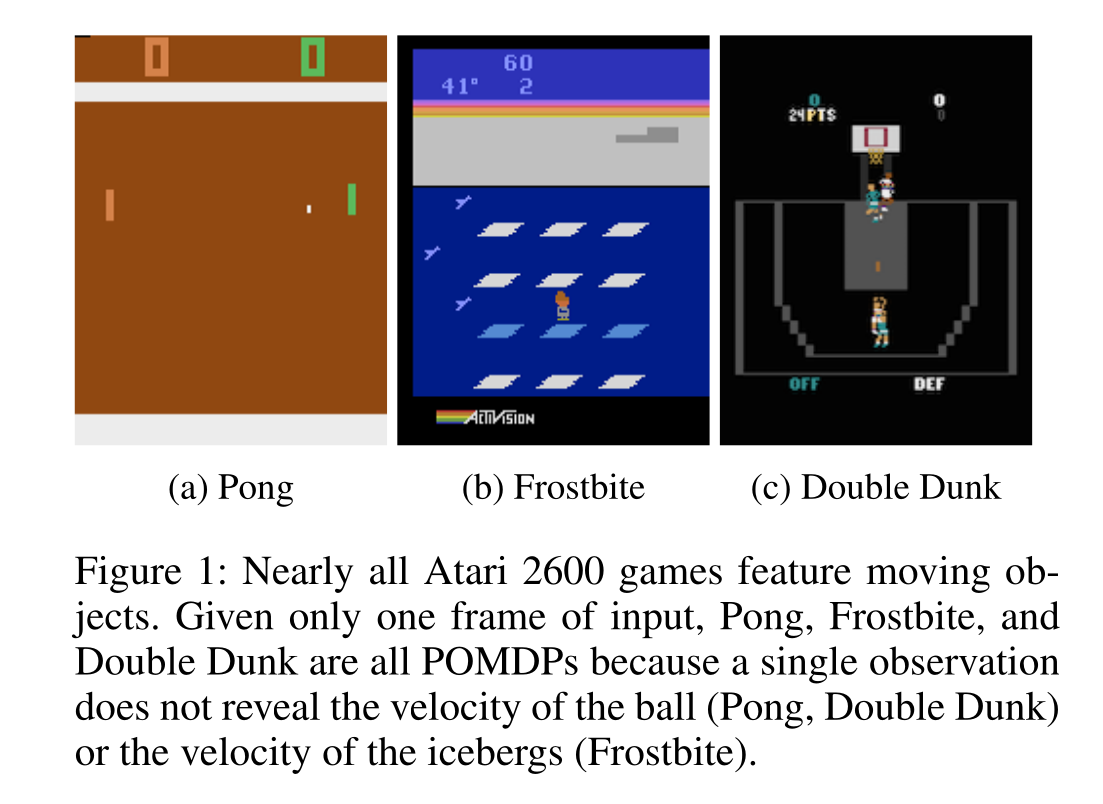 0 0
60
41° 2
ACTIVISION
0 0
24PTS 0
OFF DEF
(a) Pong (b) Frostbite (c) Double Dunk
Figure 1: Nearly all Atari 2600 games feature moving ob-
jects. Given only one frame of input, Pong, Frostbite, and
Double Dunk are all POMDPs because a single observation
does not reveal the velocity of the ball (Pong, Double Dunk)
or the velocity of the icebergs (Frostbite).